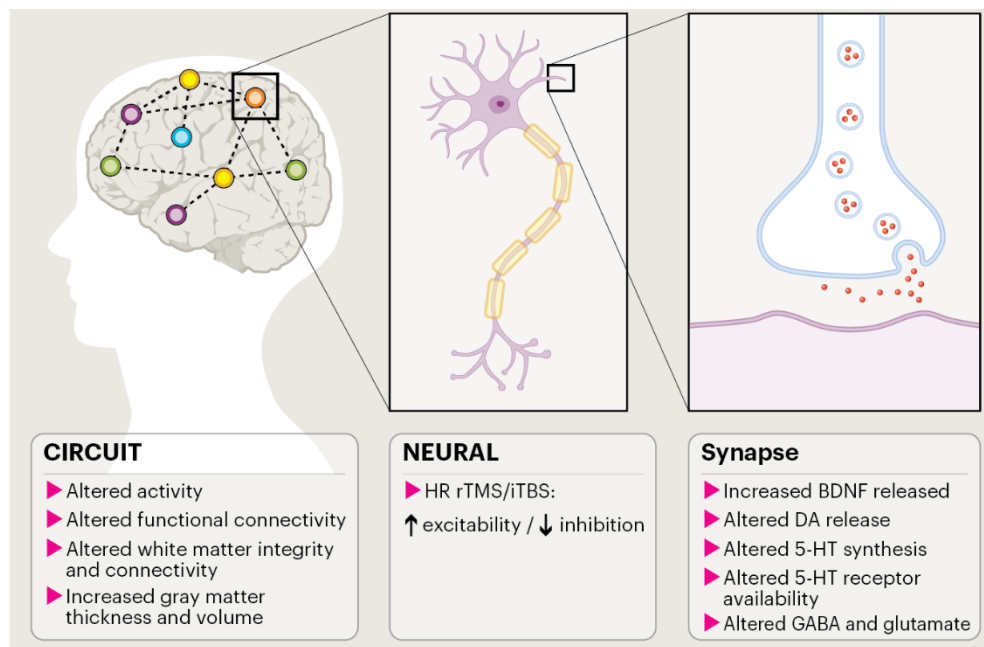 CIRCUIT
▶ Altered activity
▶ Altered functional connectivity
▶ Altered white matter integrity
and connectivity
▶ Increased gray matter
thickness and volume
NEURAL
▶ HR rTMS/iTBS:
↑ excitability / ↓ inhibition
Synapse
▶ Increased BDNF released
▶ Altered DA release
▶ Altered 5-HT synthesis
▶ Altered 5-HT receptor
availability
▶ Altered GABA and glutamate